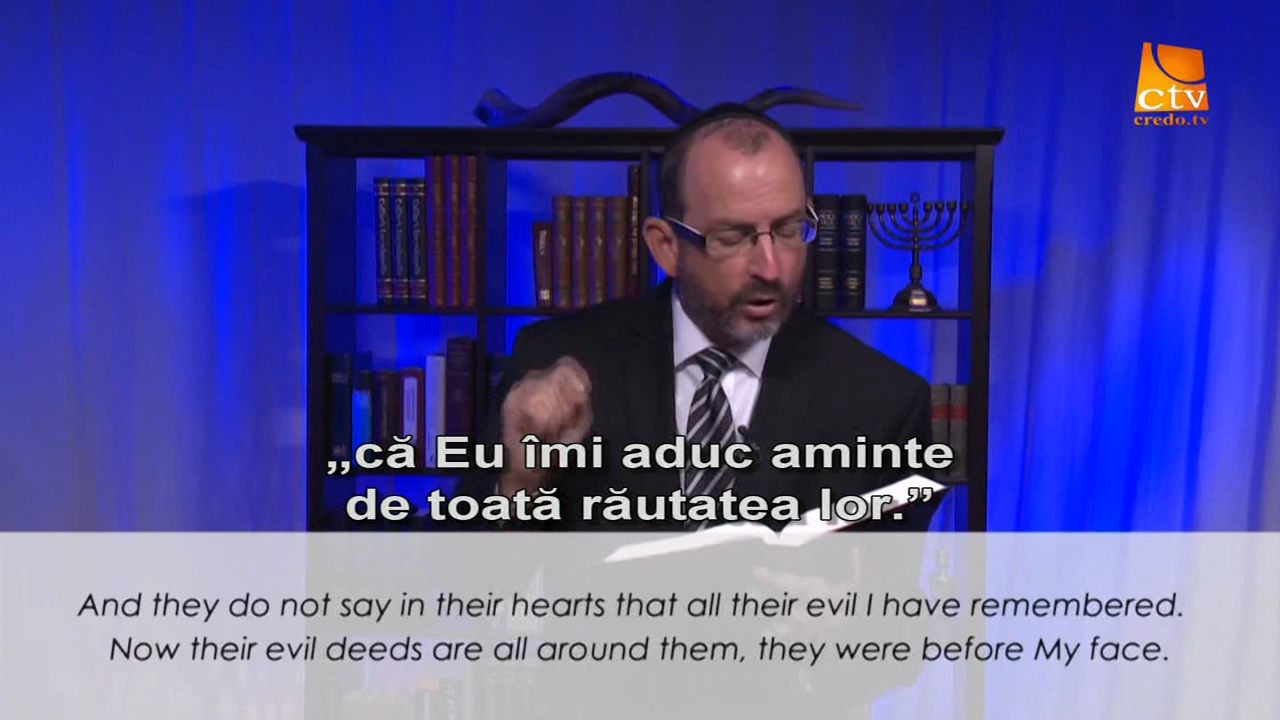 ctv
credo.tv
„că Eu îmi aduc aminte
de toată răutatea lor.”
And they do not say in their hearts that all their evil I have remembered.
Now their evil deeds are all around them, they were before My face.